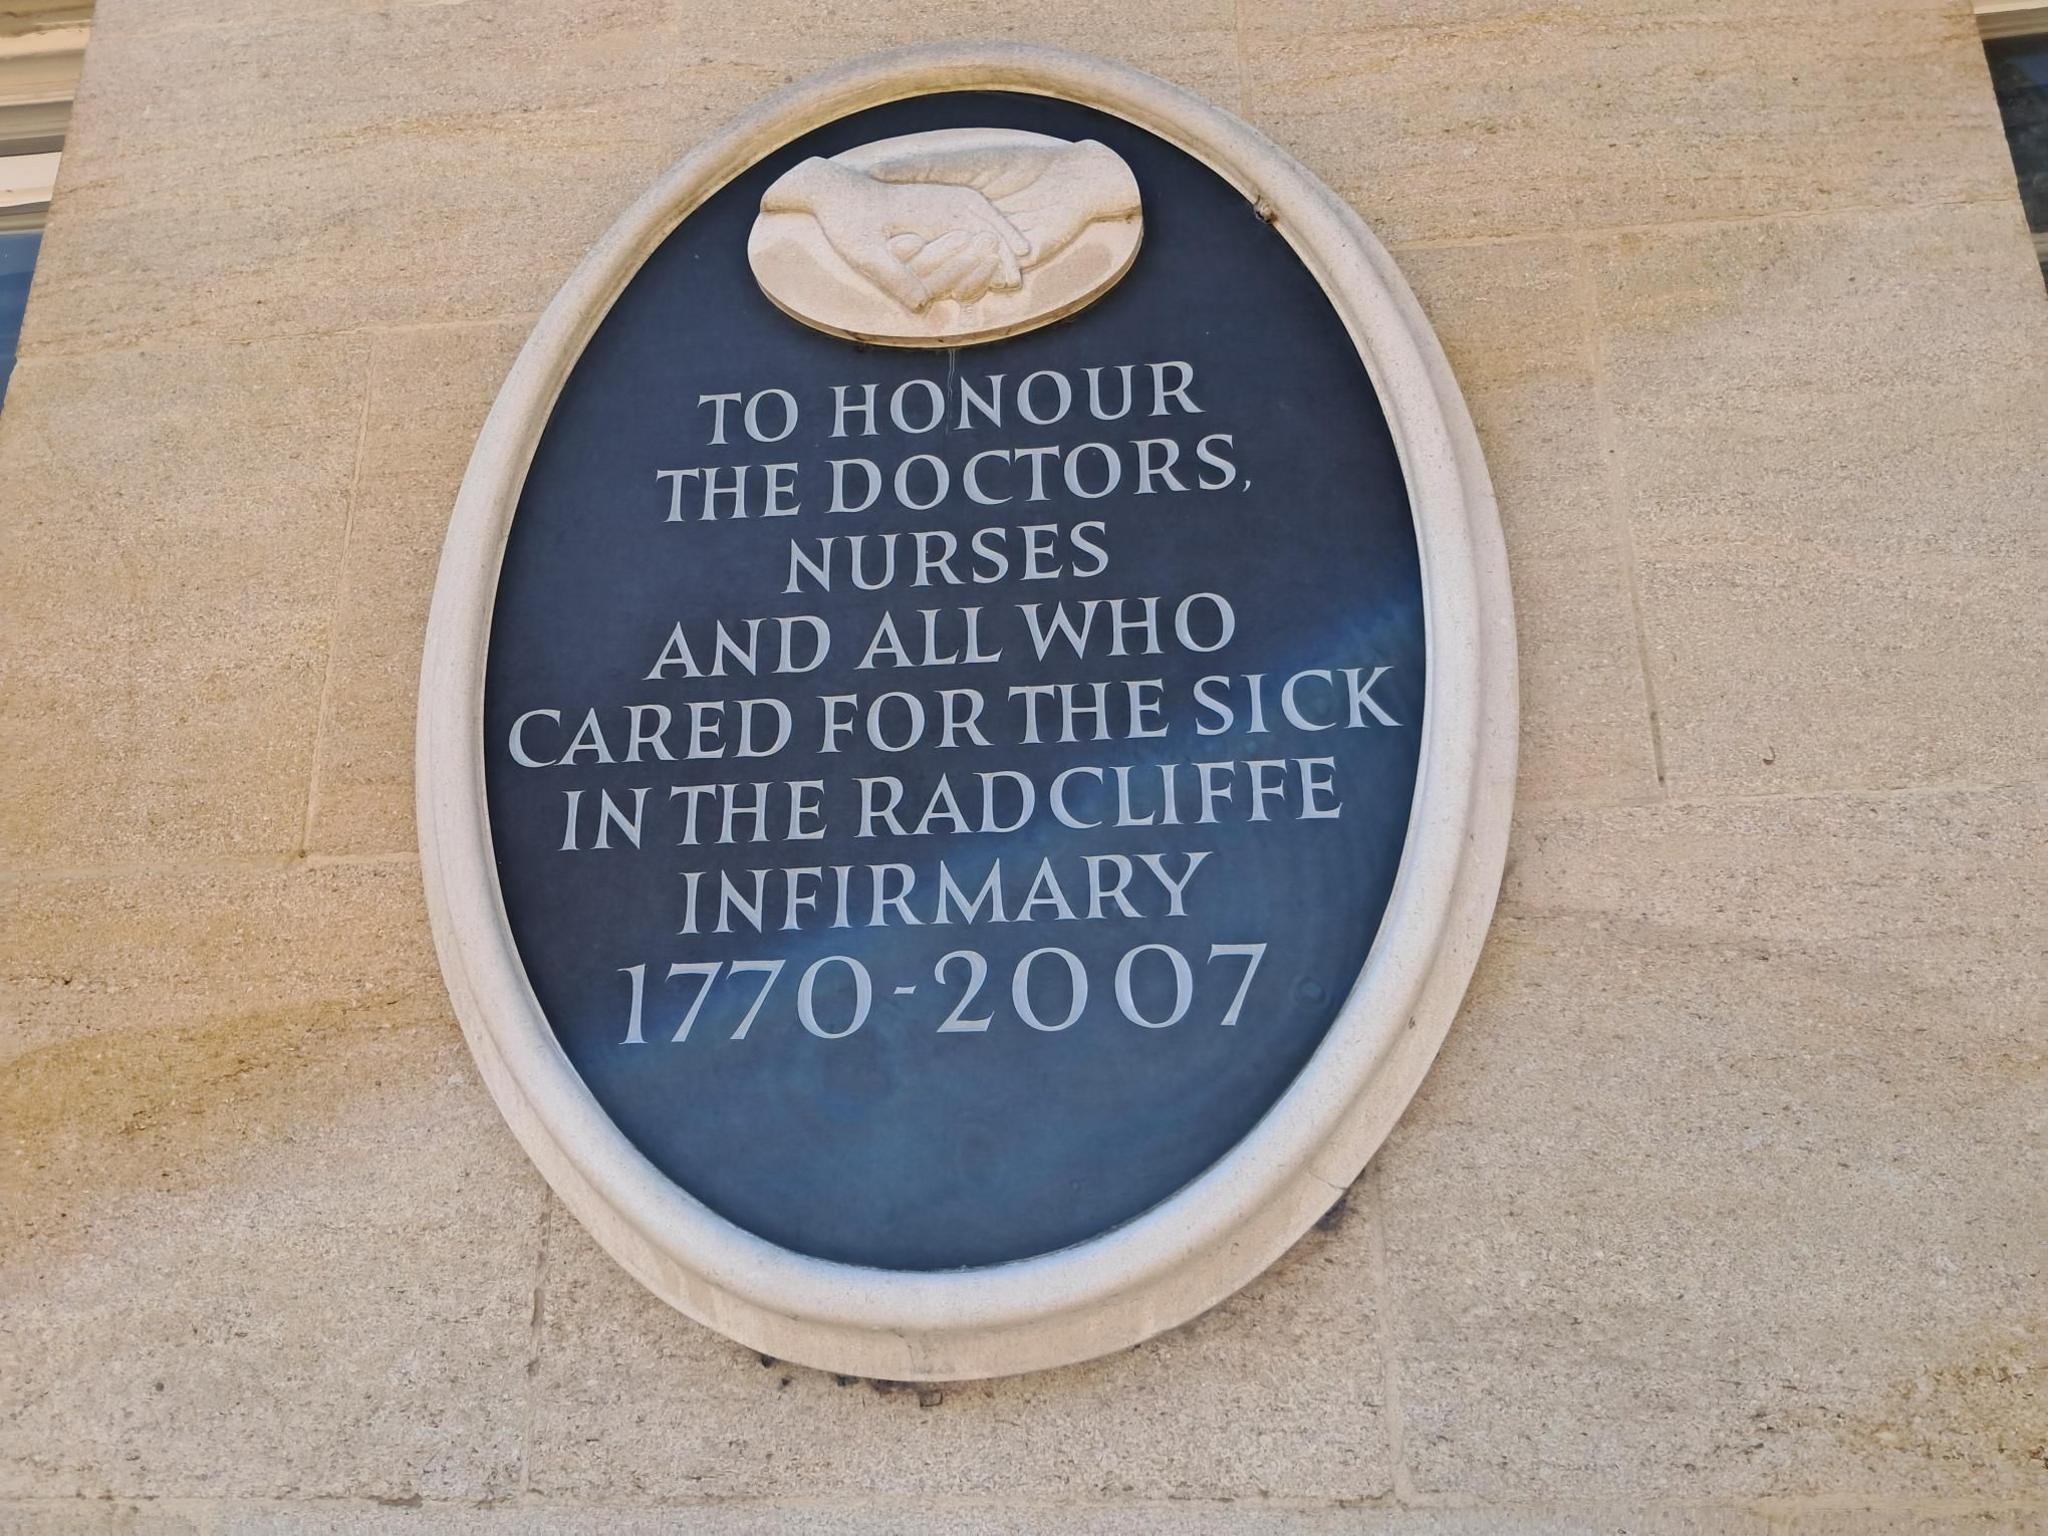 TO HONOUR
THE DOCTORS,
NURSES
AND ALL WHO
CARED FOR THE SICK
IN THE RADCLIFFE
INFIRMARY
1770-2007